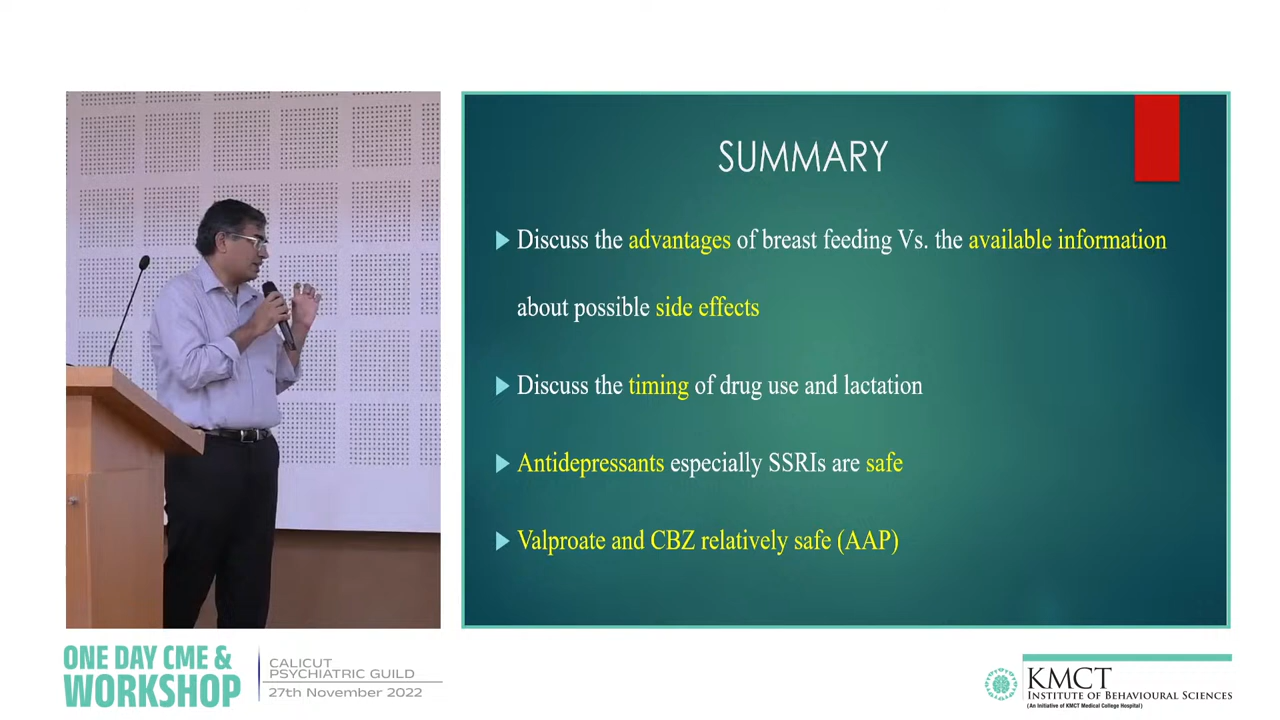 SUMMARY
Discuss the advantages of breast feeding Vs. the available information
about possible side effects
Discuss the timing of drug use and lactation
Antidepressants especially SSRIs are safe
Valproate and CBZ relatively safe (AAP)
ONE DAY CME &
WORKSHOP
CALICUT
PSYCHIATRIC GUILD
27th November 2022
KMCT
INSTITUTE OF BEHAVIOURAL SCIENCES
(An Initiative of KMCT Medical College Hospital)